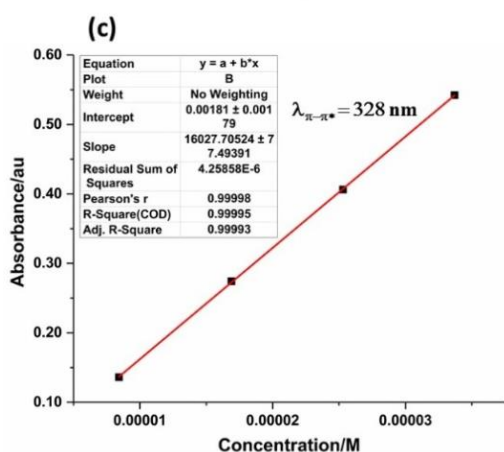 (c)
0.60
Equation y = a + b*x
Plot B
Weight No Weighting
Intercept 0.00181 ± 0.001
79
Slope 16027.70524 ± 7
7.49391
Residual Sum of 4.25858E-6
Squares
Pearson's r 0.99998
R-Square(COD) 0.99995
Adj. R-Square 0.99993
λπ–π* = 328 nm
0.50
0.40
0.30
0.20
0.10
Absorbance/au
0.00001 0.00002 0.00003
Concentration/M